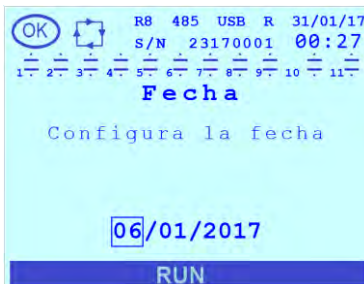 OK R8 485 USB R 31/01/17
S/N 23170001 00:27
1 2 3 4 5 6 7 8 9 10 11
Fecha
Configura la fecha
06/01/2017
RUN